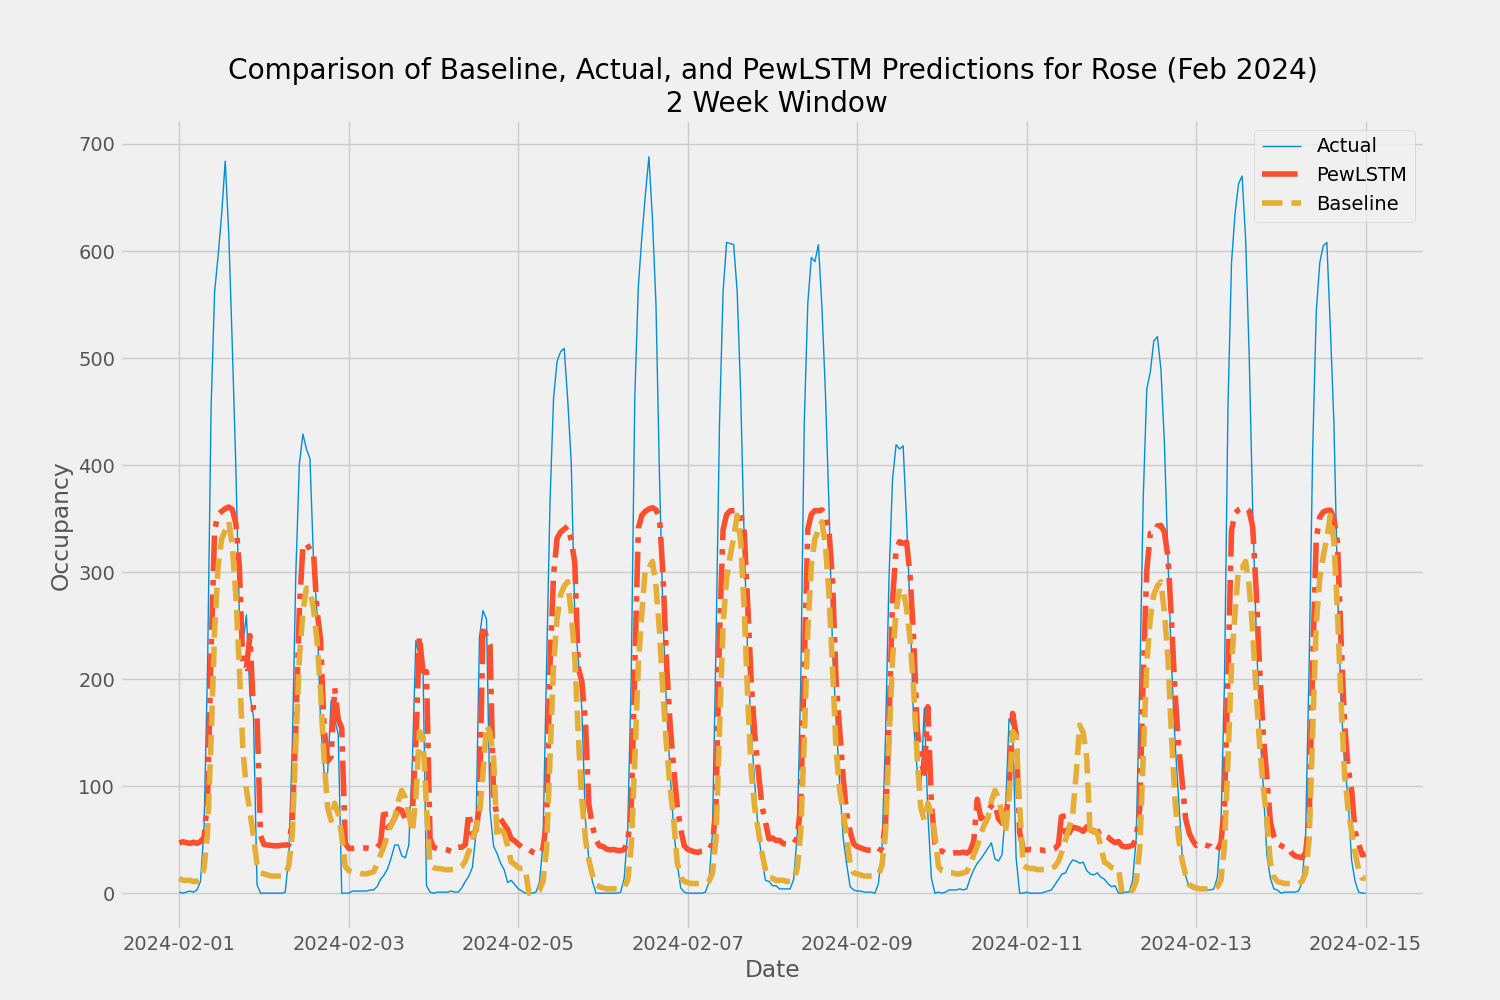 Comparison of Baseline, Actual, and PewLSTM Predictions for Rose (Feb 2024)
2 Week Window
Actual
PewLSTM
Baseline
700
600
500
400
300
200
100
0
Occupancy
2024-02-01
2024-02-03
2024-02-05
2024-02-07
2024-02-09
2024-02-11
2024-02-13
2024-02-15
Date